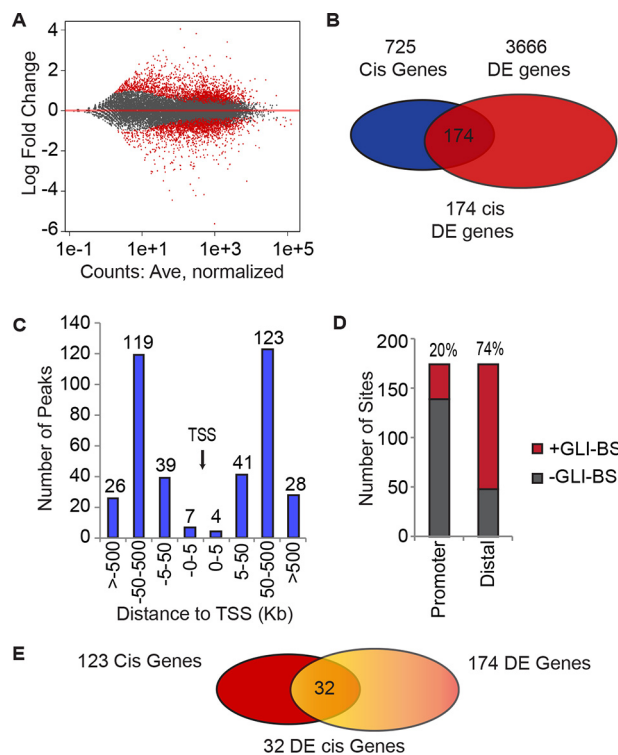 A
4
2
0
-2
-4
-6
Log Fold Change
1e-1
1e+1
1e+3
1e+5
Counts: Ave, normalized
B
725
Cis Genes
3666
DE genes
174
174 cis
DE genes
C
140
120
100
80
60
40
20
0
Number of Peaks
26
119
39
7
4
41
123
28
TSS
>-500
-50-500
-5-50
-0-5
0-5
5-50
50-500
>500
Distance to TSS (Kb)
D
200
150
100
50
0
Number of Sites
20%
74%
Promoter
Distal
+GLI-BS
-GLI-BS
E
123 Cis Genes
174 DE Genes
32
32 DE cis Genes